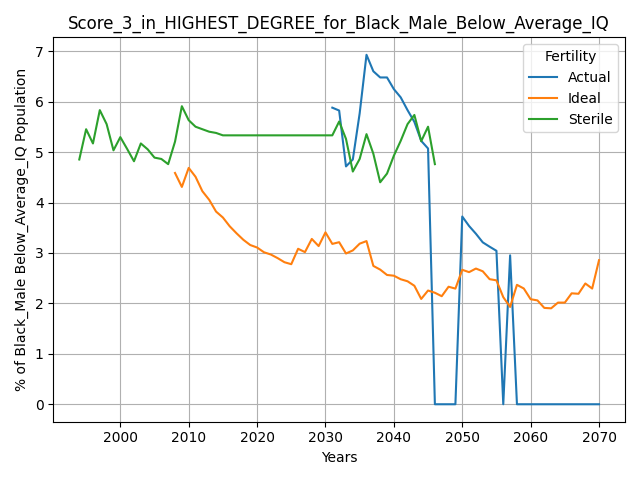 Score_3_in_HIGHEST_DEGREE_for_Black_Male_Below_Average_IQ
% of Black_Male Below_Average_IQ Population
7
6
5
4
3
2
1
0
Fertility
Actual
Ideal
Sterile
2000 2010 2020 2030 2040 2050 2060 2070
Years